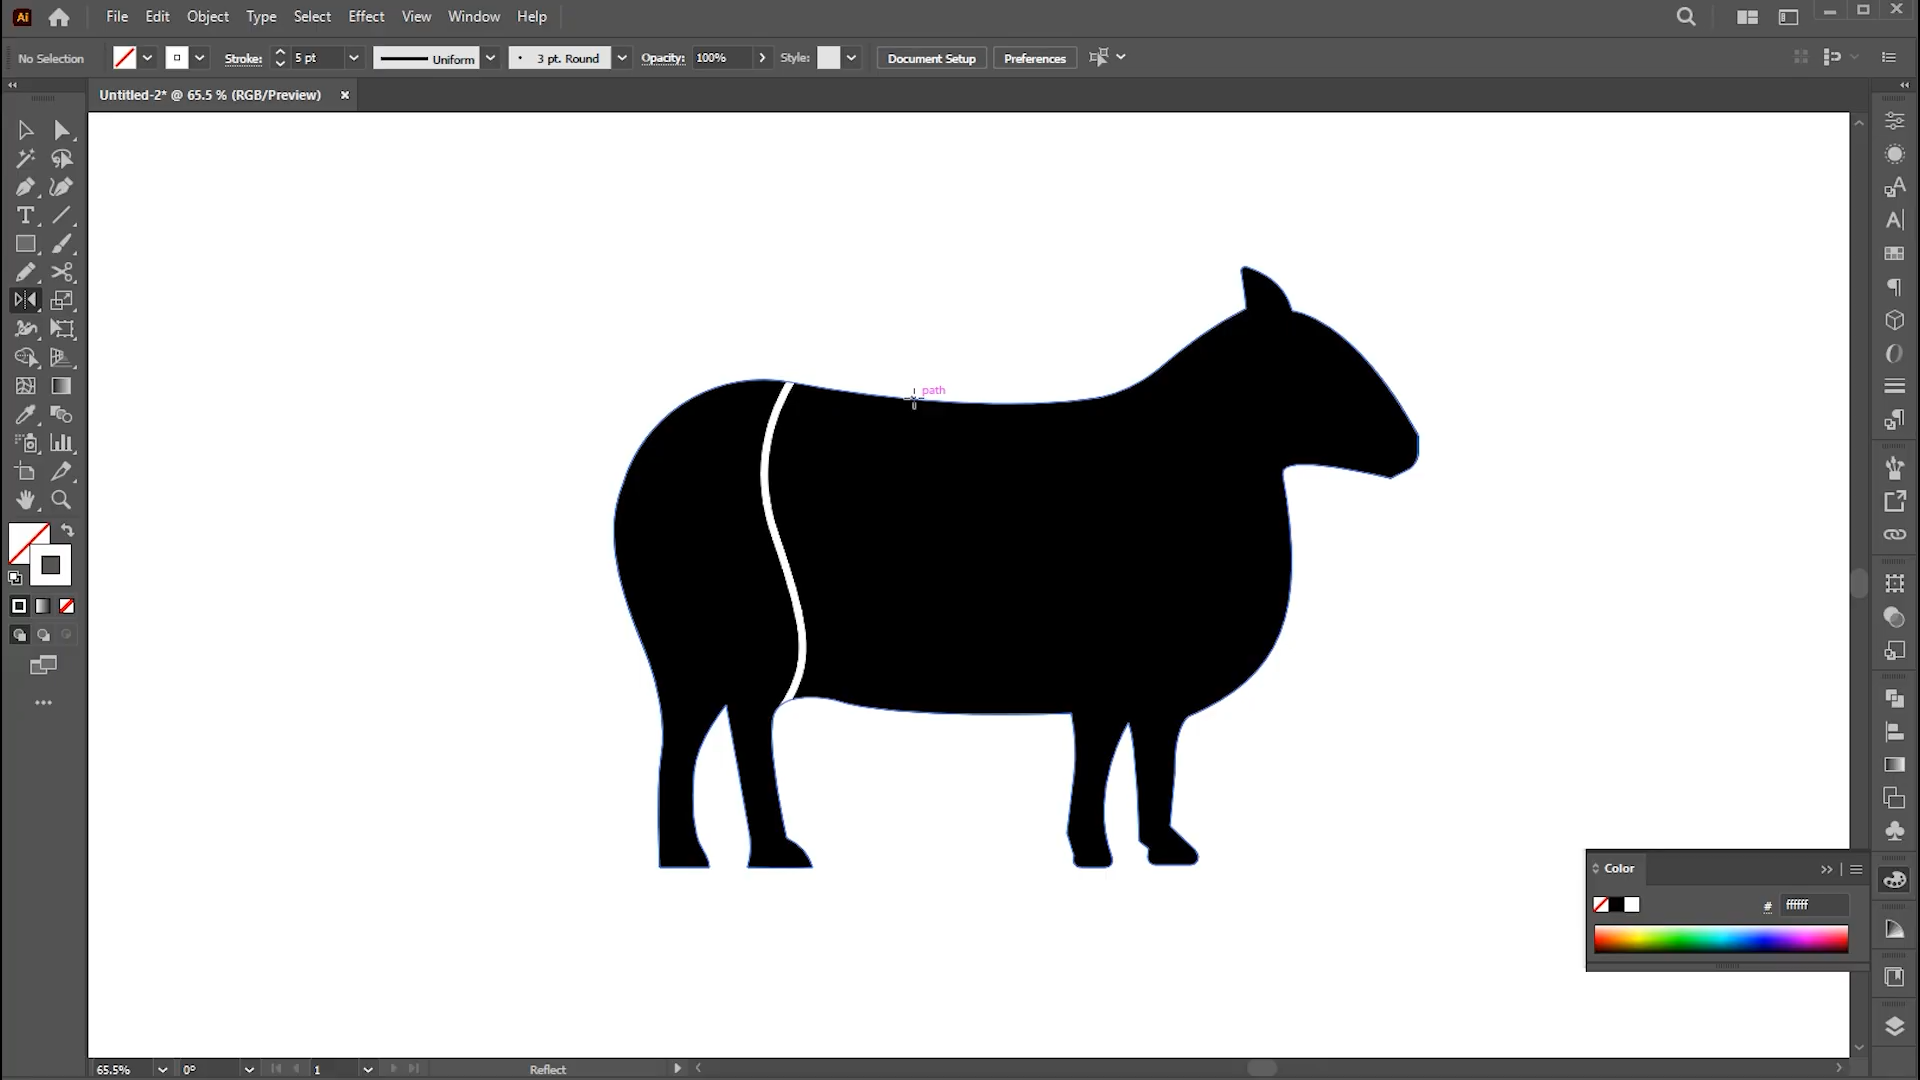 Ai File Edit Object Type Select Effect View Window Help
No Selection Stroke: 5 pt Uniform 3 pt. Round Opacity: 100% Style: Document Setup Preferences
Untitled-2* @ 65.5 % (RGB/Preview)
path
Color
# ffffff
65.5% 0° 1 Reflect